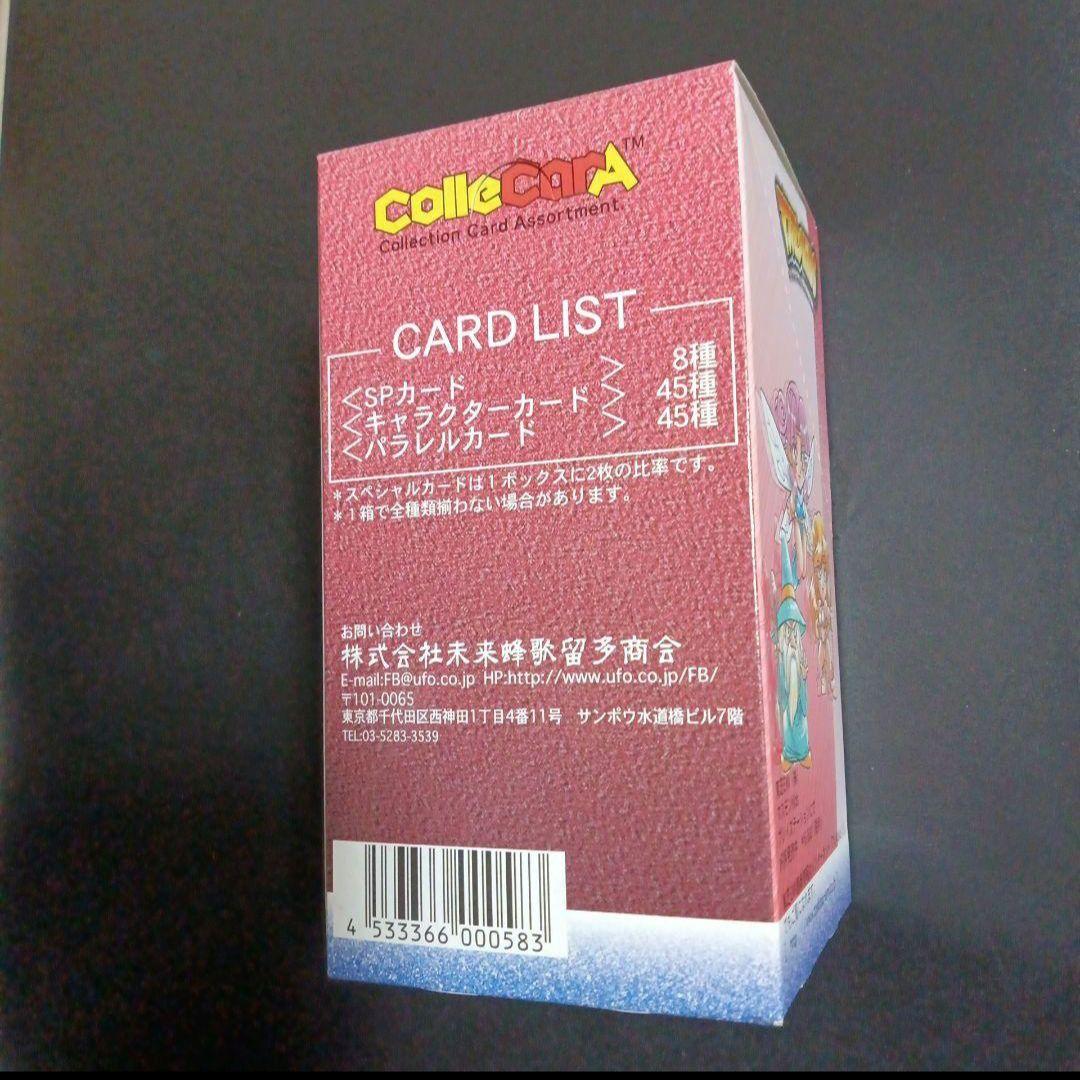 ColleCarA™
Collection Card Assortment.
CARD LIST
<SPカード> 8種
<キャラクターカード> 45種
<パラレルカード> 45種
*スペシャルカードは1ボックスに2枚の比率です。
*1箱で全種類揃わない場合があります。
お問い合わせ
株式会社未来蜂歌留多商会
E-mail:FB@ufo.co.jp HP:http://www.ufo.co.jp/FB/
〒101-0065
東京都千代田区西神田1丁目4番11号 サンポウ水道橋ビル7階
TEL:03-5283-3539
4 533366 000583